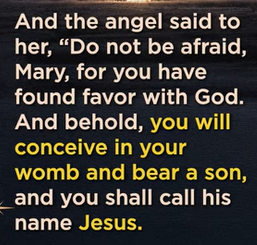 And the angel said to
her, “Do not be afraid,
Mary, for you have
found favor with God.
And behold, you will
conceive in your
womb and bear a son,
and you shall call his
name Jesus.